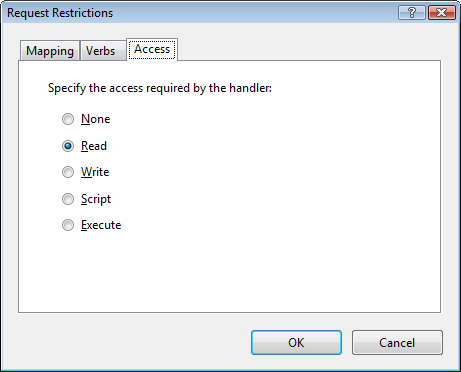 Request Restrictions
Mapping Verbs Access
Specify the access required by the handler:
None
Read
Write
Script
Execute
OK Cancel